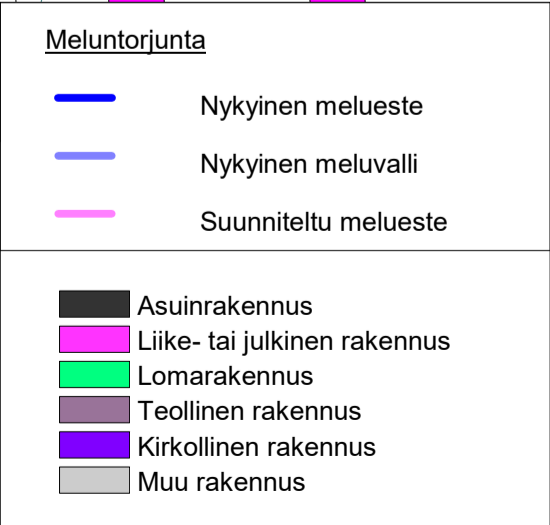 Meluntorjunta
Nykyinen melueste
Nykyinen meluvalli
Suunniteltu melueste
Asuinrakennus
Liike- tai julkinen rakennus
Lomarakennus
Teollinen rakennus
Kirkollinen rakennus
Muu rakennus